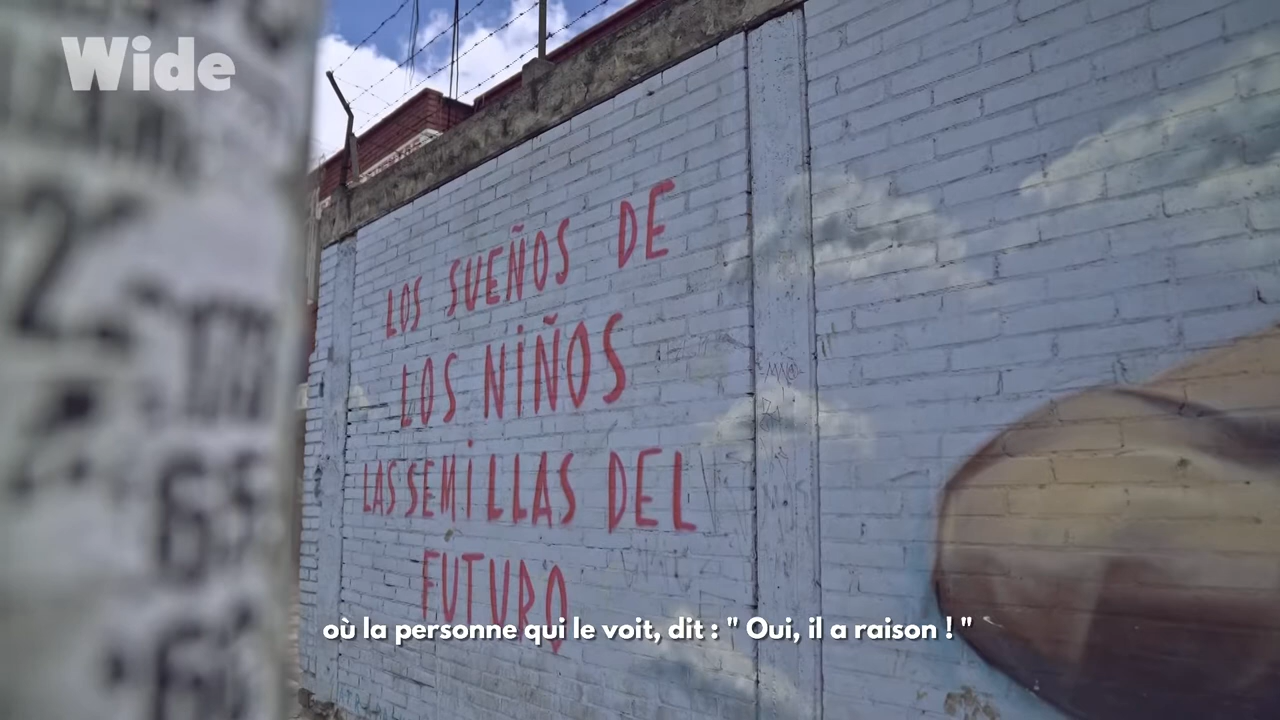 Wide
LOS SUEÑOS DE
LOS NIÑOS
LAS SEMILLAS DEL
FUTURO
où la personne qui le voit, dit : " Oui, il a raison ! "